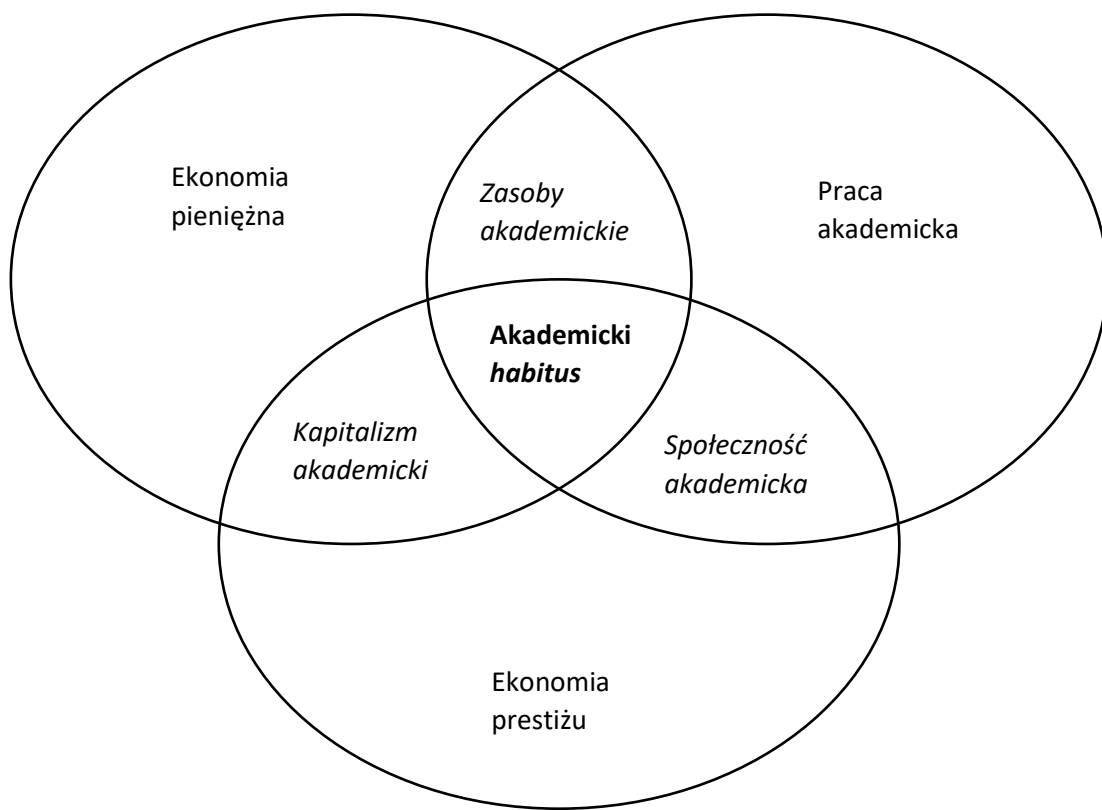 Ekonomia
pieniężna
Zasoby
akademickie
Praca
akademicka
Akademicki
habitus
Kapitalizm
akademicki
Społeczność
akademicka
Ekonomia
prestiżu